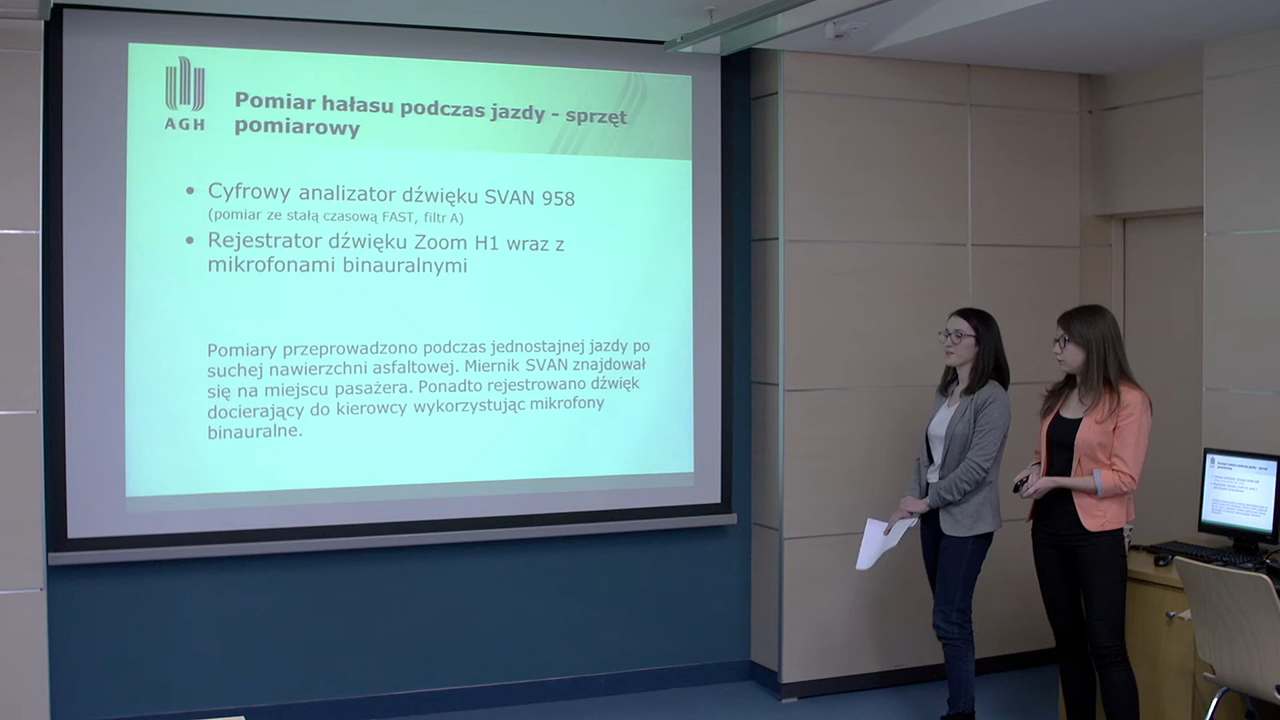 AGH
Pomiar hałasu podczas jazdy - sprzęt
pomiarowy
• Cyfrowy analizator dźwięku SVAN 958
(pomiar ze stałą czasową FAST, filtr A)
• Rejestrator dźwięku Zoom H1 wraz z
mikrofonami binauralnymi
Pomiary przeprowadzono podczas jednostajnej jazdy po
suchej nawierzchni asfaltowej. Miernik SVAN znajdował
się na miejscu pasażera. Ponadto rejestrowano dźwięk
docierający do kierowcy wykorzystując mikrofony
binauralne.